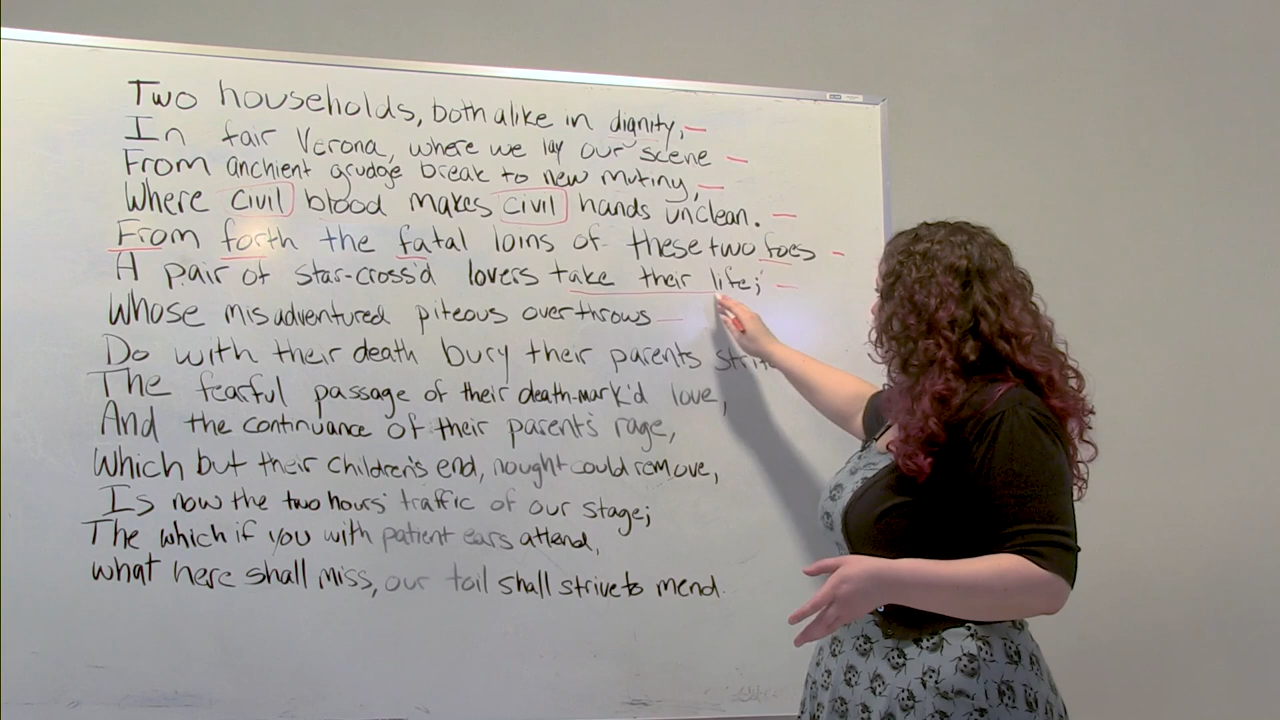 Two households, both alike in dignity,
In fair Verona, where we lay our scene
From anchient grudge break to new mutiny,
Where civil blood makes civil hands unclean.
From forth the fatal loins of these two foes
A pair of star-cross'd lovers take their life;
Whose misadventured piteous overthrows
Do with their death bury their parents
The fearful passage of their death-mark'd love,
And the continuance of their parent's rage,
Which but their children's end, nought could remove,
Is now the two hours' traffic of our stage;
The which if you with patient ears attend,
What here shall miss, our toil shall strive to mend.